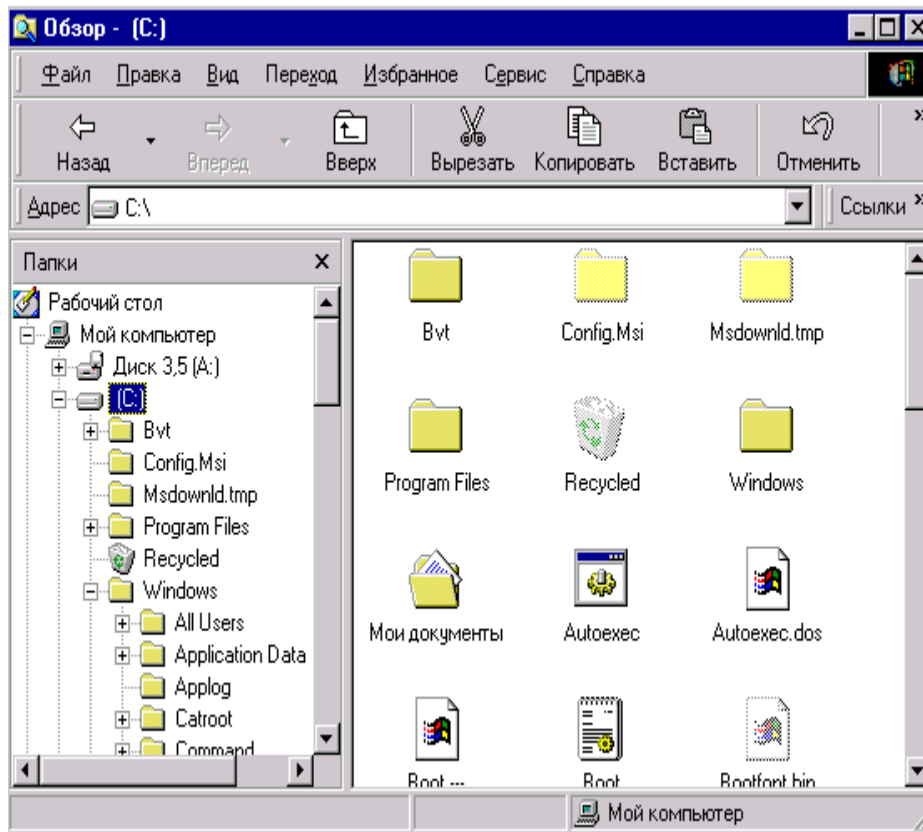 Обзор - (C:)
Файл Правка Вид Переход Избранное Сервис Справка
Назад Вперед Вверх Вырезать Копировать Вставить Отменить »
Адрес C:\ Ссылки »
Папки
Рабочий стол
Мой компьютер
Диск 3,5 (A:)
(C:)
Bvt
Config.Msi
Msdownld.tmp
Program Files
Recycled
Windows
All Users
Application Data
Applog
Catroot
Command
Bvt Config.Msi Msdownld.tmp
Program Files Recycled Windows
Мои документы Autoexec Autoexec.dos
Boot --- Boot Bootfont.bin
Мой компьютер